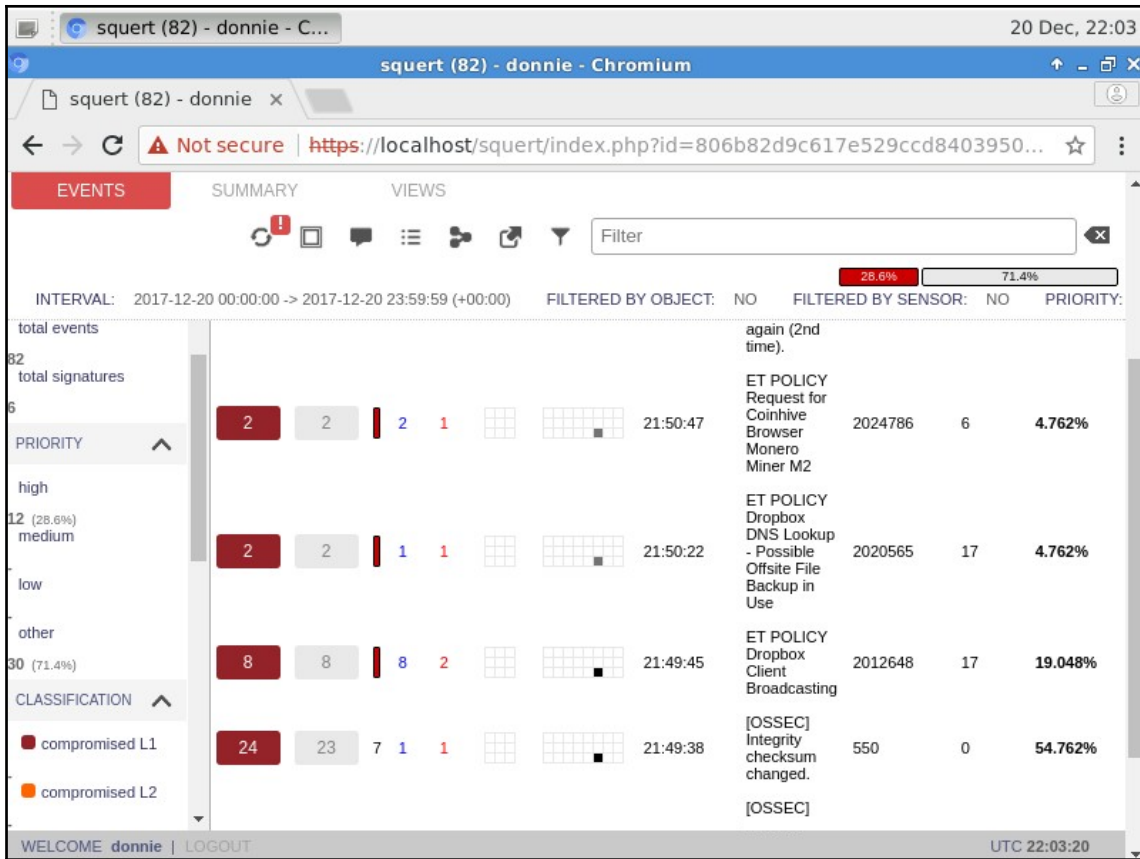 squert (82) - donnie - C...
20 Dec, 22:03
squert (82) - donnie - Chromium
squert (82) - donnie
Not secure https://localhost/squert/index.php?id=806b82d9c617e529ccd8403950...
EVENTS SUMMARY VIEWS
Filter
28.6% 71.4%
INTERVAL: 2017-12-20 00:00:00 -> 2017-12-20 23:59:59 (+00:00) FILTERED BY OBJECT: NO FILTERED BY SENSOR: NO PRIORITY:
total events
82
total signatures
6
PRIORITY
high
12 (28.6%)
medium
-
low
-
other
30 (71.4%)
CLASSIFICATION
compromised L1
-
compromised L2
-
again (2nd
time).
2 2 2 1 21:50:47
ET POLICY
Request for
Coinhive
Browser
Monero
Miner M2
2024786 6 4.762%
2 2 1 1 21:50:22
ET POLICY
Dropbox
DNS Lookup
- Possible
Offsite File
Backup in
Use
2020565 17 4.762%
8 8 8 2 21:49:45
ET POLICY
Dropbox
Client
Broadcasting
2012648 17 19.048%
24 23 7 1 1 21:49:38
[OSSEC]
Integrity
checksum
changed.
550 0 54.762%
[OSSEC]
WELCOME donnie | LOGOUT
UTC 22:03:20